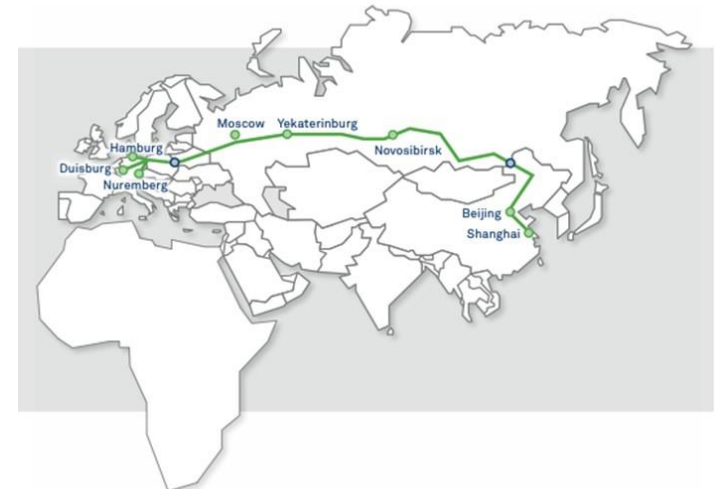 Moscow
Yekaterinburg
Hamburg
Novosibirsk
Duisburg
Nuremberg
Beijing
Shanghai